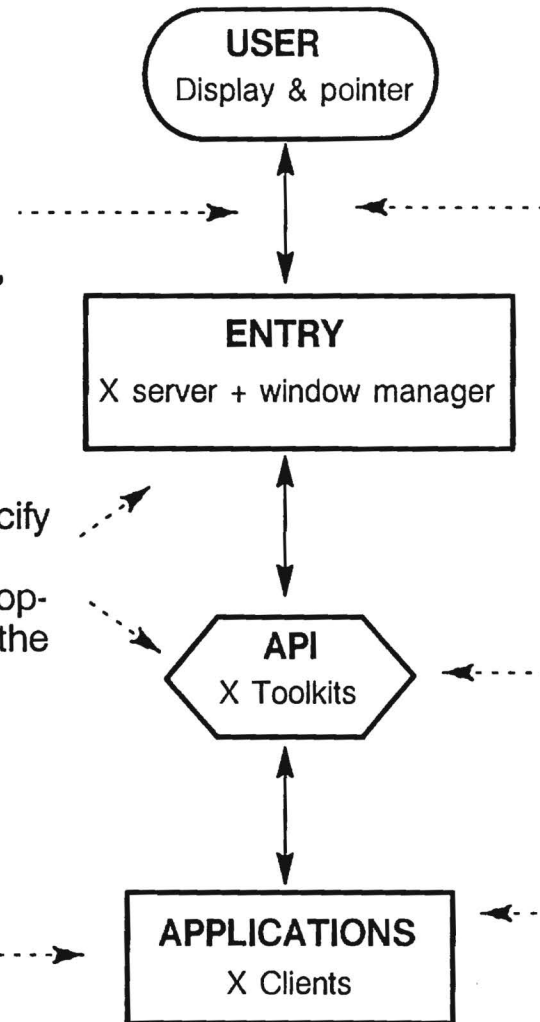 USER
Display & pointer
,
ENTRY
X server + window manager
cify
op-
the
API
X Toolkits
APPLICATIONS
X Clients